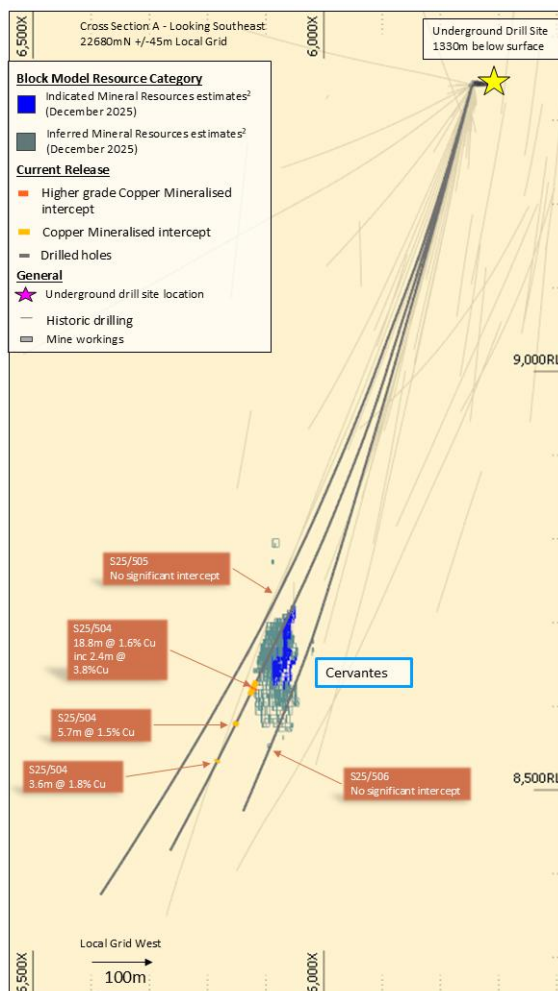 6,500X
Cross Section A - Looking Southeast
22680mN +/-45m Local Grid
6,000X
Underground Drill Site
1330m below surface
Block Model Resource Category
Indicated Mineral Resources estimates²
(December 2025)
Inferred Mineral Resources estimates²
(December 2025)
Current Release
Higher grade Copper Mineralised
intercept
Copper Mineralised intercept
Drilled holes
General
Underground drill site location
Historic drilling
Mine workings
9,000RL
S25/505
No significant intercept
S25/504
18.8m @ 1.6% Cu
inc 2.4m @
3.8%Cu
Cervantes
S25/504
5.7m @ 1.5% Cu
S25/504
3.6m @ 1.8% Cu
S25/506
No significant intercept
8,500RL
Local Grid West
100m
6,500X
6,000X